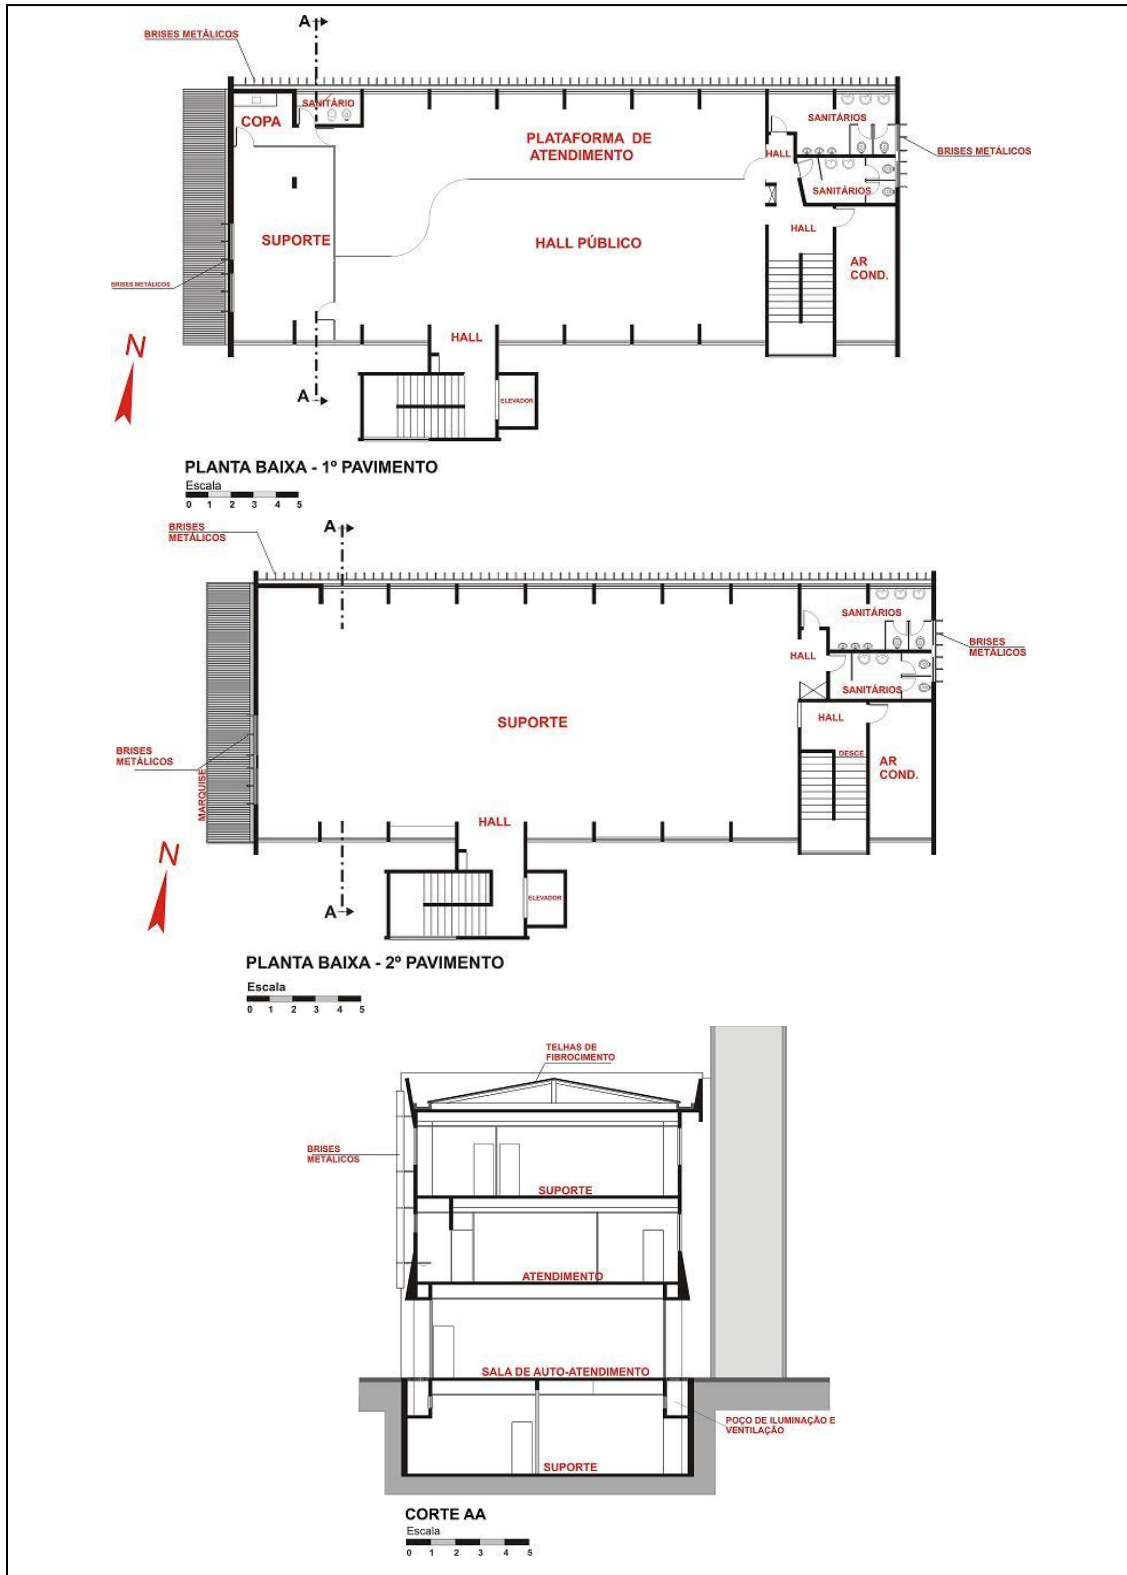 A
BRISES METÁLICOS
SANITÁRIO
COPA
SANITÁRIOS
PLATAFORMA DE
ATENDIMENTO
HALL
BRISES METÁLICOS
SANITÁRIOS
SUPORTE
HALL PÚBLICO
HALL
AR
COND.
BRISES METÁLICOS
N
HALL
A
ELEVADOR
PLANTA BAIXA - 1º PAVIMENTO
Escala
0 1 2 3 4 5
BRISES
METÁLICOS
A
SANITÁRIOS
BRISES
METÁLICOS
HALL
SANITÁRIOS
SUPORTE
HALL
DESCE
BRISES
METÁLICOS
AR
COND.
MARQUISE
HALL
N
ELEVADOR
A
PLANTA BAIXA - 2º PAVIMENTO
Escala
0 1 2 3 4 5
TELHAS DE
FIBROCIMENTO
BRISES
METÁLICOS
SUPORTE
ATENDIMENTO
SALA DE AUTO-ATENDIMENTO
POÇO DE ILUMINAÇÃO E
VENTILAÇÃO
SUPORTE
CORTE AA
Escala
0 1 2 3 4 5